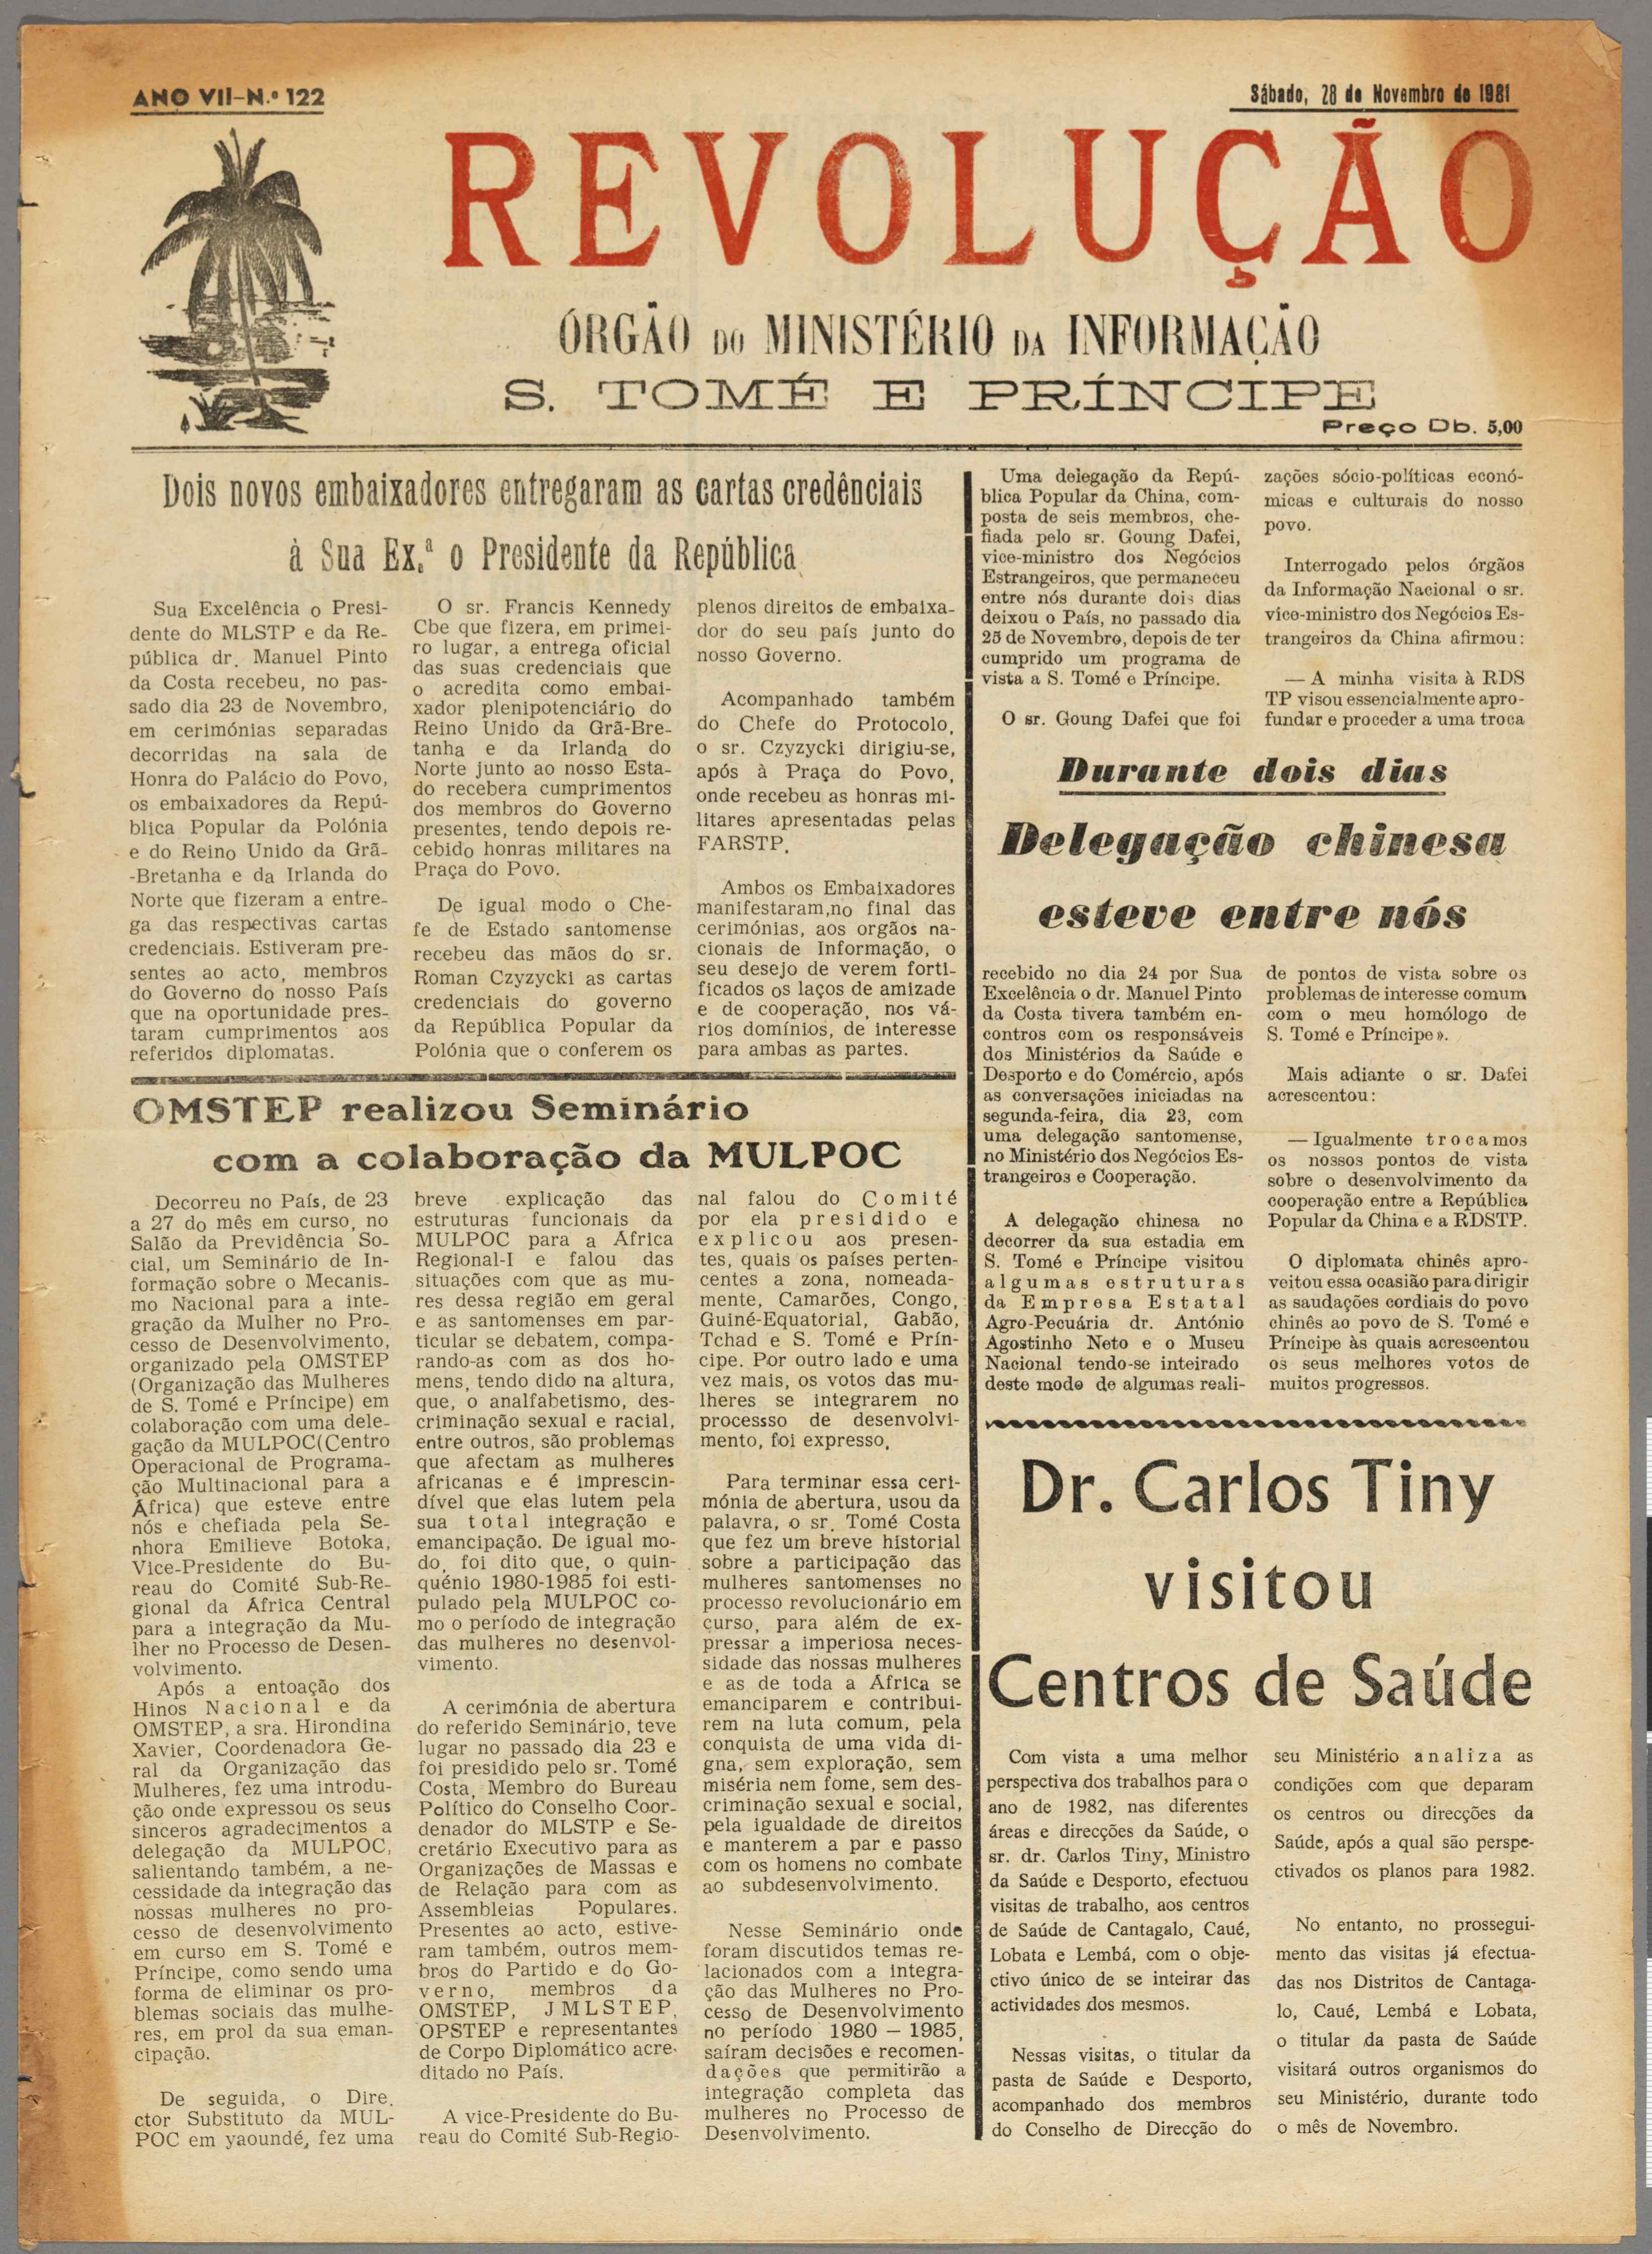 ANO VII-N.º 122
Sábado, 28 de Novembro de 1981
REVOLUÇÃO
ÓRGÃO DO MINISTÉRIO DA INFORMAÇÃO
S. TOMÉ E PRÍNCIPE
Preço Db. 5,00
Dois novos embaixadores entregaram as cartas credênciais
à Sua Ex.ª o Presidente da República
Sua Excelência o Presi-
dente do MLSTP e da Re-
pública dr. Manuel Pinto
da Costa recebeu, no pas-
sado dia 23 de Novembro,
em cerimónias separadas
decorridas na sala de
Honra do Palácio do Povo,
os embaixadores da Repú-
blica Popular da Polónia
e do Reino Unido da Grã-
-Bretanha e da Irlanda do
Norte que fizeram a entre-
ga das respectivas cartas
credenciais. Estiveram pre-
sentes ao acto, membros
do Governo do nosso País
que na oportunidade pres-
taram cumprimentos aos
referidos diplomatas.
O sr. Francis Kennedy
Cbe que fizera, em primei-
ro lugar, a entrega oficial
das suas credenciais que
o acredita como embai-
xador plenipotenciário do
Reino Unido da Grã-Bre-
tanha e da Irlanda do
Norte junto ao nosso Esta-
do recebera cumprimentos
dos membros do Governo
presentes, tendo depois re-
cebido honras militares na
Praça do Povo.
De igual modo o Che-
fe de Estado santomense
recebeu das mãos do sr.
Roman Czyzycki as cartas
credenciais do governo
da República Popular da
Polónia que o conferem os
plenos direitos de embaixa-
dor do seu país junto do
nosso Governo.
Acompanhado também
do Chefe do Protocolo,
o sr. Czyzycki dirigiu-se,
após à Praça do Povo,
onde recebeu as honras mi-
litares apresentadas pelas
FARSTP.
Ambos os Embaixadores
manifestaram,no final das
cerimónias, aos orgãos na-
cionais de Informação, o
seu desejo de verem forti-
ficados os laços de amizade
e de cooperação, nos vá-
rios domínios, de interesse
para ambas as partes.
OMSTEP realizou Seminário
com a colaboração da MULPOC
Decorreu no País, de 23
a 27 do mês em curso, no
Salão da Previdência So-
cial, um Seminário de In-
formação sobre o Mecanis-
mo Nacional para a inte-
gração da Mulher no Pro-
cesso de Desenvolvimento,
organizado pela OMSTEP
(Organização das Mulheres
de S. Tomé e Príncipe) em
colaboração com uma dele-
gação da MULPOC(Centro
Operacional de Programa-
ção Multinacional para a
África) que esteve entre
nós e chefiada pela Se-
nhora Emilieve Botoka,
Vice-Presidente do Bu-
reau do Comité Sub-Re-
gional da África Central
para a integração da Mu-
lher no Processo de Desen-
volvimento.
Após a entoação dos
Hinos Nacional e da
OMSTEP, a sra. Hirondina
Xavier, Coordenadora Ge-
ral da Organização das
Mulheres, fez uma introdu-
ção onde expressou os seus
sinceros agradecimentos a
delegação da MULPOC,
salientando também, a ne-
cessidade da integração das
nossas mulheres no pro-
cesso de desenvolvimento
em curso em S. Tomé e
Príncipe, como sendo uma
forma de eliminar os pro-
blemas sociais das mulhe-
res, em prol da sua eman-
cipação.
De seguida, o Dire.
ctor Substituto da MUL-
POC em yaoundé, fez uma
breve explicação das
estruturas funcionais da
MULPOC para a África
Regional-I e falou das
situações com que as mu-
res dessa região em geral
e as santomenses em par-
ticular se debatem, compa-
rando-as com as dos ho-
mens, tendo dido na altura,
que, o analfabetismo, des-
criminação sexual e racial,
entre outros, são problemas
que afectam as mulheres
africanas e é imprescin-
dível que elas lutem pela
sua total integração e
emancipação. De igual mo-
do, foi dito que, o quin-
quénio 1980-1985 foi esti-
pulado pela MULPOC co-
mo o período de integração
das mulheres no desenvol-
vimento.
A cerimónia de abertura
do referido Seminário, teve
lugar no passado dia 23 e
foi presidido pelo sr. Tomé
Costa, Membro do Bureau
Político do Conselho Coor-
denador do MLSTP e Se-
cretário Executivo para as
Organizações de Massas e
de Relação para com as
Assembleias Populares.
Presentes ao acto, estive-
ram também, outros mem-
bros do Partido e do Go-
verno, membros da
OMSTEP, JMLSTEP,
OPSTEP e representantes
de Corpo Diplomático acre-
ditado no País.
A vice-Presidente do Bu-
reau do Comité Sub-Regio-
nal falou do Comité
por ela presidido e
explicou aos presen-
tes, quais os países perten-
centes a zona, nomeada-
mente, Camarões, Congo,
Guiné-Equatorial, Gabão,
Tchad e S. Tomé e Prín-
cipe. Por outro lado e uma
vez mais, os votos das mu-
lheres se integrarem no
processso de desenvolvi-
mento, foi expresso,
Para terminar essa ceri-
mónia de abertura, usou da
palavra, o sr. Tomé Costa
que fez um breve historial
sobre a participação das
mulheres santomenses no
processo revolucionário em
curso, para além de ex-
pressar a imperiosa neces-
sidade das nossas mulheres
e as de toda a África se
emanciparem e contribui-
rem na luta comum, pela
conquista de uma vida di-
gna, sem exploração, sem
miséria nem fome, sem des-
criminação sexual e social,
pela igualdade de direitos
e manterem a par e passo
com os homens no combate
ao subdesenvolvimento.
Nesse Seminário onde
foram discutidos temas re-
lacionados com a integra-
ção das Mulheres no Pro-
cesso de Desenvolvimento
no período 1980 — 1985,
saíram decisões e recomen-
dações que permitirão a
integração completa das
mulheres no Processo de
Desenvolvimento.
Uma delegação da Repú-
blica Popular da China, com-
posta de seis membros, che-
fiada pelo sr. Goung Dafei,
vice-ministro dos Negócios
Estrangeiros, que permaneceu
entre nós durante dois dias
deixou o País, no passado dia
25 de Novembro, depois de ter
cumprido um programa de
vista a S. Tomé e Príncipe.
O sr. Goung Dafei que foi
zações sócio-políticas econó-
micas e culturais do nosso
povo.
Interrogado pelos órgãos
da Informação Nacional o sr.
vice-ministro dos Negócios Es-
trangeiros da China afirmou:
— A minha visita à RDS
TP visou essencialmente apro-
fundar e proceder a uma troca
Durante dois dias
Delegação chinesa
esteve entre nós
recebido no dia 24 por Sua
Excelência o dr. Manuel Pinto
da Costa tivera também en-
contros com os responsáveis
dos Ministérios da Saúde e
Desporto e do Comércio, após
as conversações iniciadas na
segunda-feira, dia 23, com
uma delegação santomense,
no Ministério dos Negócios Es-
trangeiros e Cooperação.
A delegação chinesa no
decorrer da sua estadia em
S. Tomé e Príncipe visitou
algumas estruturas
da Empresa Estatal
Agro-Pecuária dr. António
Agostinho Neto e o Museu
Nacional tendo-se inteirado
deste modo de algumas reali-
de pontos de vista sobre os
problemas de interesse comum
com o meu homólogo de
S. Tomé e Príncipe».
Mais adiante o sr. Dafei
acrescentou:
— Igualmente trocamos
os nossos pontos de vista
sobre o desenvolvimento da
cooperação entre a República
Popular da China e a RDSTP.
O diplomata chinês apro-
veitou essa ocasião para dirigir
as saudações cordiais do povo
chinês ao povo de S. Tomé e
Príncipe às quais acrescentou
os seus melhores votos de
muitos progressos.
Dr. Carlos Tiny
visitou
Centros de Saúde
Com vista a uma melhor
perspectiva dos trabalhos para o
ano de 1982, nas diferentes
áreas e direcções da Saúde, o
sr. dr. Carlos Tiny, Ministro
da Saúde e Desporto, efectuou
visitas de trabalho, aos centros
de Saúde de Cantagalo, Caué,
Lobata e Lembá, com o obje-
ctivo único de se inteirar das
actividades dos mesmos.
Nessas visitas, o titular da
pasta de Saúde e Desporto,
acompanhado dos membros
do Conselho de Direcção do
seu Ministério analiza as
condições com que deparam
os centros ou direcções da
Saúde, após a qual são perspe-
ctivados os planos para 1982.
No entanto, no prossegui-
mento das visitas já efectua-
das nos Distritos de Cantaga-
lo, Caué, Lembá e Lobata,
o titular da pasta de Saúde
visitará outros organismos do
seu Ministério, durante todo
o mês de Novembro.